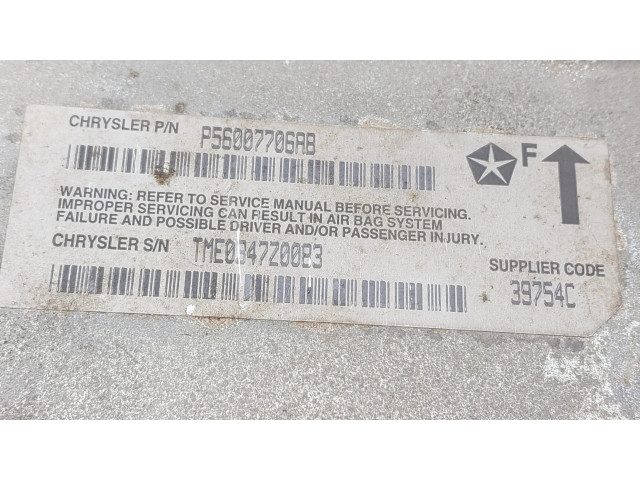 CHRYSLER P/N P56007706AB
F
WARNING: REFER TO SERVICE MANUAL BEFORE SERVICING.
IMPROPER SERVICING CAN RESULT IN AIR BAG SYSTEM
FAILURE AND POSSIBLE DRIVER AND/OR PASSENGER INJURY.
CHRYSLER S/N
SUPPLIER CODE
39754C